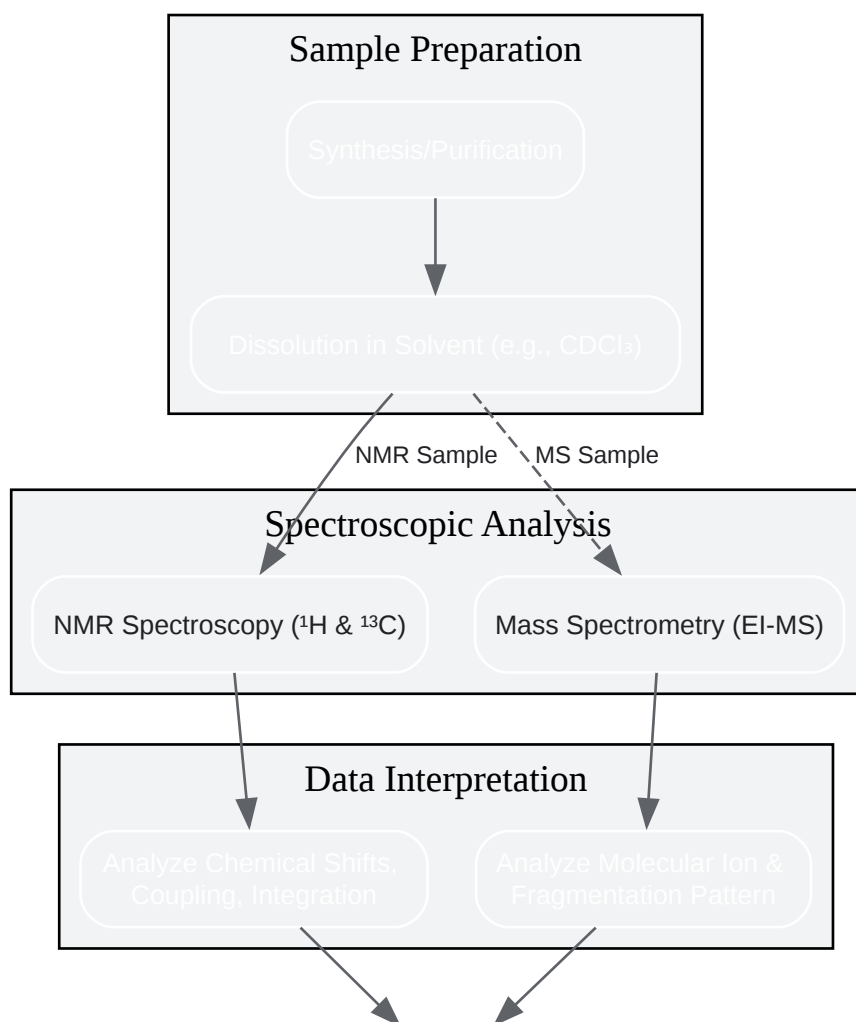 Sample Preparation
Synthesis/Purification
Dissolution in Solvent (e.g., CDCl₃)
NMR Sample
MS Sample
Spectroscopic Analysis
NMR Spectroscopy (¹H & ¹³C)
Mass Spectrometry (EI-MS)
Data Interpretation
Analyze Chemical Shifts,
Coupling, Integration
Analyze Molecular Ion &
Fragmentation Pattern